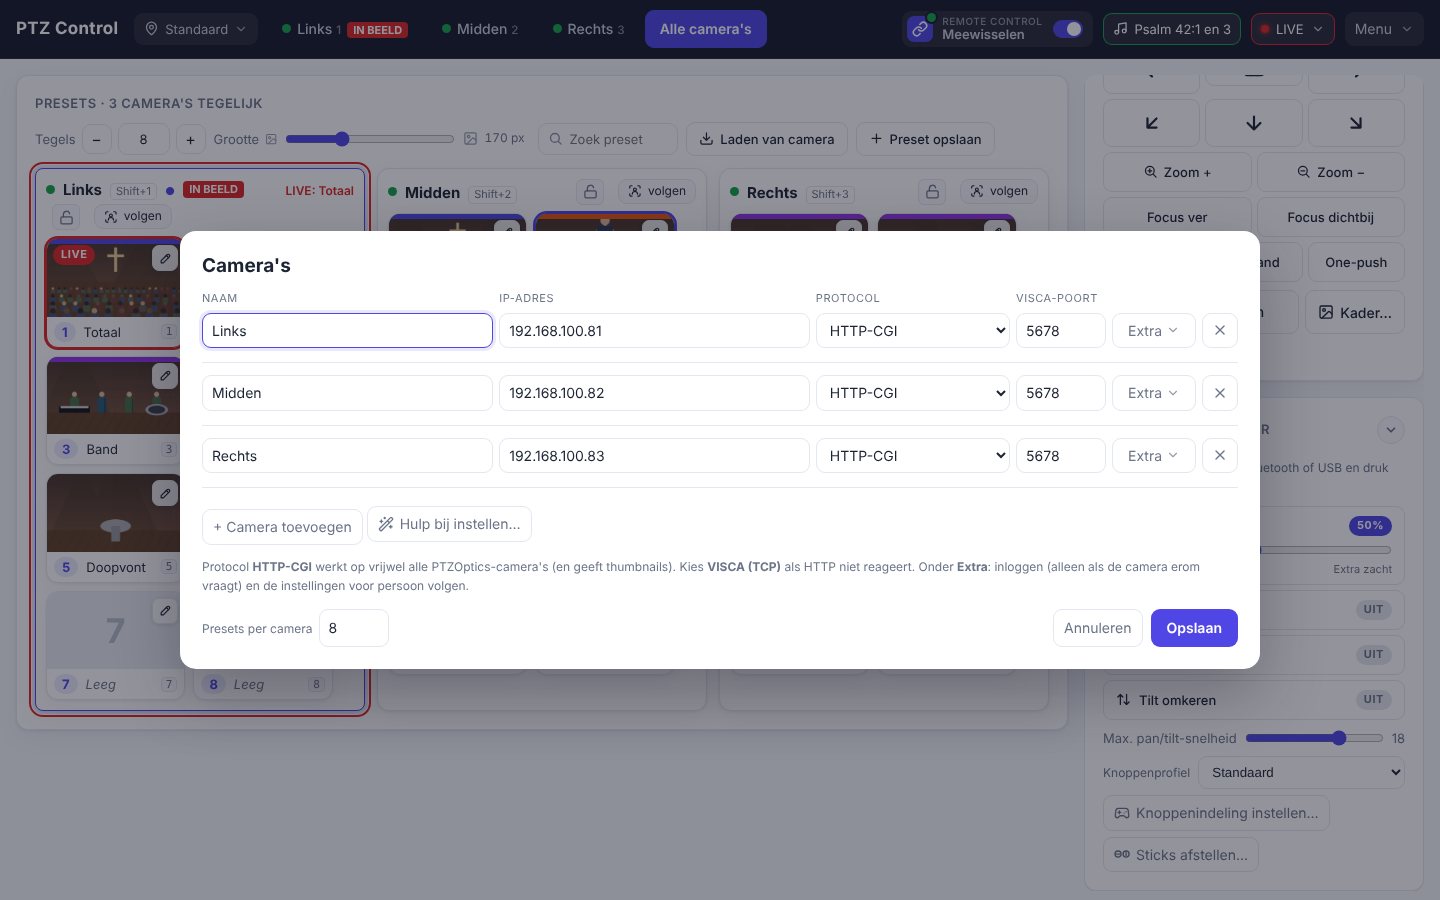 PTZ Control
Standaard
Links 1 IN BEELD
Midden 2
Rechts 3
Alle camera's
REMOTE CONTROL
Meewisselen
Psalm 42:1 en 3
LIVE
Menu
PRESETS · 3 CAMERA'S TEGELIJK
Tegels − 8 + Grootte 170 px
Zoek preset
Laden van camera
+ Preset opslaan
Links Shift+1 IN BEELD LIVE: Totaal
volgen
Midden Shift+2 volgen
Rechts Shift+3 volgen
LIVE
1 Totaal 1
3 Band 3
5 Doopvont 5
7
7 Leeg 7
8 Leeg 8
Camera's
NAAM IP-ADRES PROTOCOL VISCA-POORT
Links 192.168.100.81 HTTP-CGI 5678 Extra
Midden 192.168.100.82 HTTP-CGI 5678 Extra
Rechts 192.168.100.83 HTTP-CGI 5678 Extra
+ Camera toevoegen
Hulp bij instellen...
Protocol HTTP-CGI werkt op vrijwel alle PTZOptics-camera's (en geeft thumbnails). Kies VISCA (TCP) als HTTP niet reageert. Onder Extra: inloggen (alleen als de camera erom
vraagt) en de instellingen voor persoon volgen.
Presets per camera 8
Annuleren
Opslaan
Zoom +
Zoom −
Focus ver
Focus dichtbij
One-push
Kader...
etooth of USB en druk
50%
Extra zacht
UIT
UIT
Tilt omkeren UIT
Max. pan/tilt-snelheid 18
Knoppenprofiel Standaard
Knoppenindeling instellen...
Sticks afstellen...